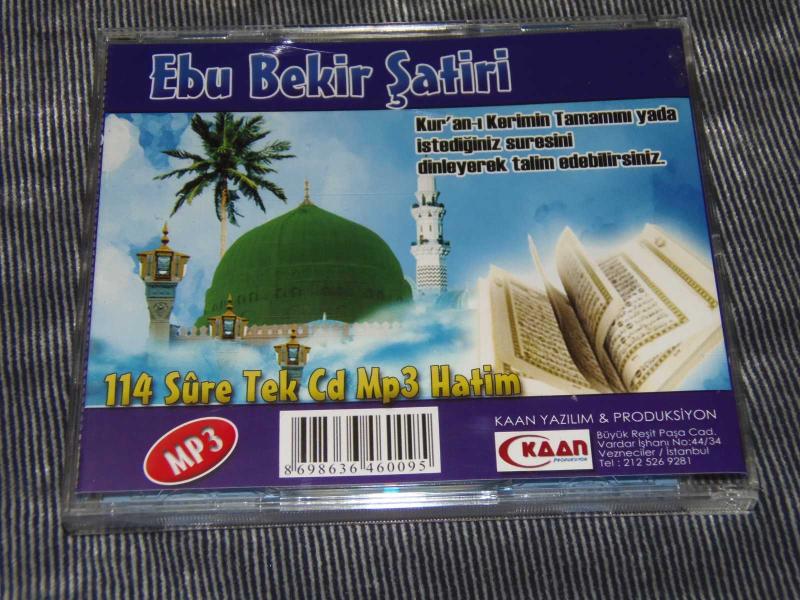 Ebu Bekir Şatiri
Kur'an-ı Kerimin Tamamını yada
istediğiniz suresini
dinleyerek talim edebilirsiniz.
114 Sûre Tek Cd Mp3 Hatim
MP3
8 698636 460095
KAAN YAZILIM & PRODUKSİYON
KAAN
PRODUKSİYON
Büyük Reşit Paşa Cad.
Vardar İşhanı No:44/34
Vezneciler / İstanbul
Tel : 212 526 9281